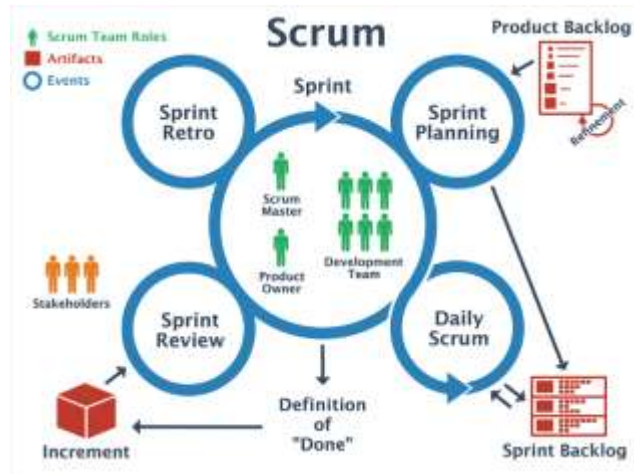 Scrum
Scrum Team Roles
Artifacts
Events
Product Backlog
Refinement
Sprint
Sprint
Retro
Sprint
Planning
Scrum
Master
Product
Owner
Development
Team
Stakeholders
Sprint
Review
Daily
Scrum
Definition
of
"Done"
Increment
Sprint Backlog